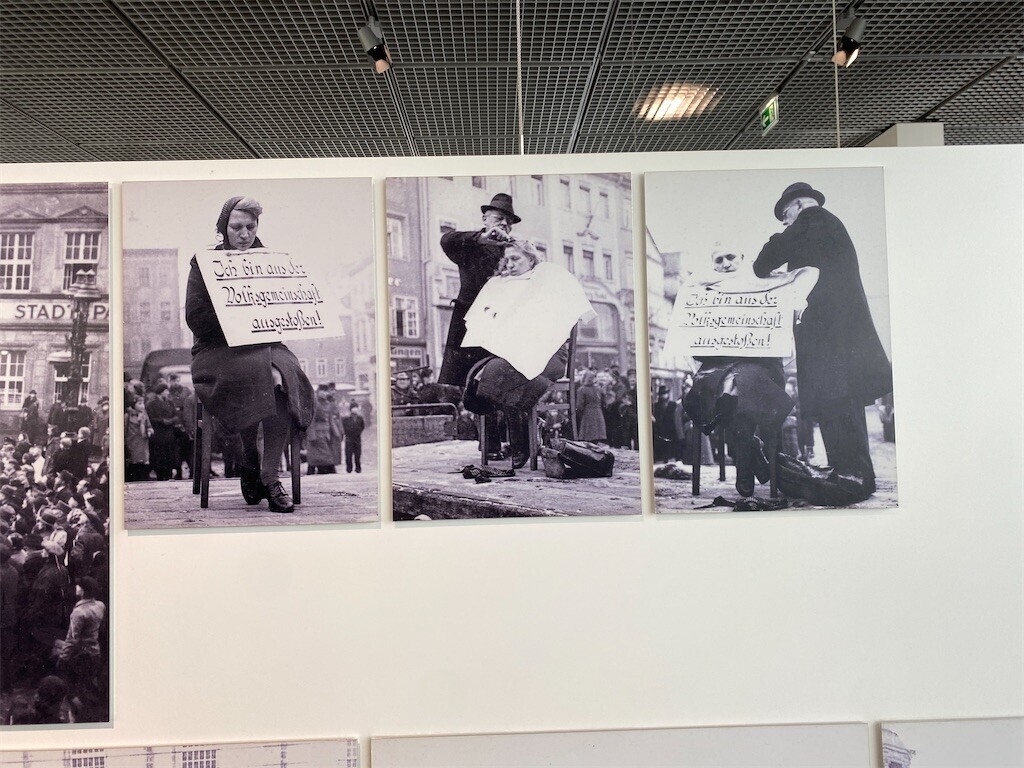 STADT
Ich bin aus der
Volksgemeinschaft
ausgestoßen!
Ich bin aus der
Volksgemeinschaft
ausgestoßen!